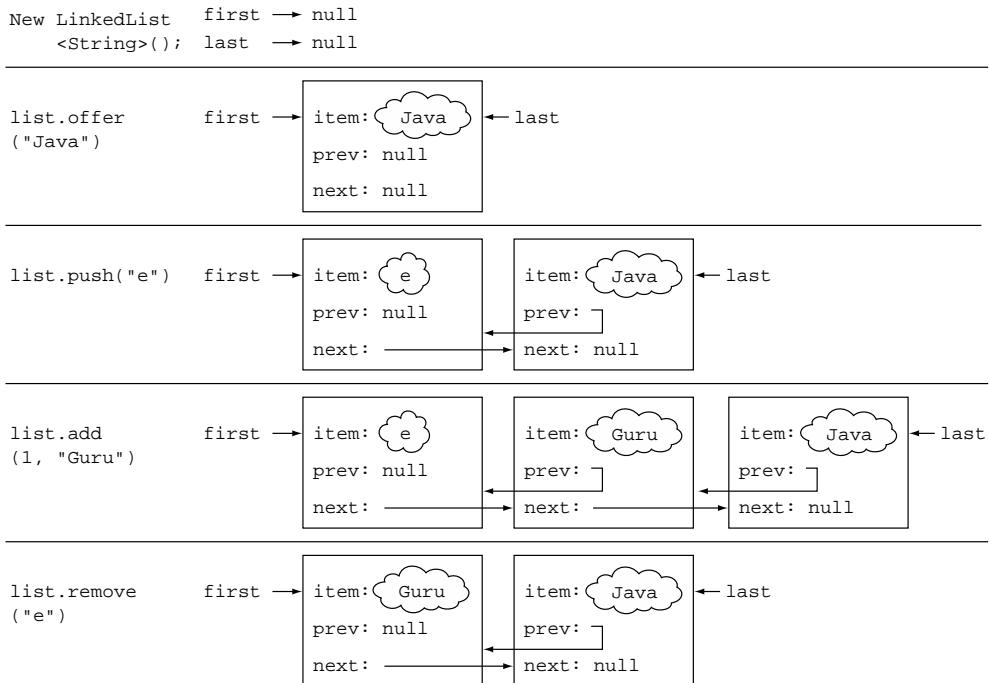 New LinkedList first null
<String>(); last null
list.offer first item: Java last
("Java")
prev: null
next: null
list.push("e") first item: e item: Java last
prev: null prev:
next: next: null
list.add first item: e item: Guru item: Java last
(1, "Guru")
prev: null prev: prev:
next: next: next: null
list.remove first item: Guru item: Java last
("e")
prev: null prev:
next: next: null